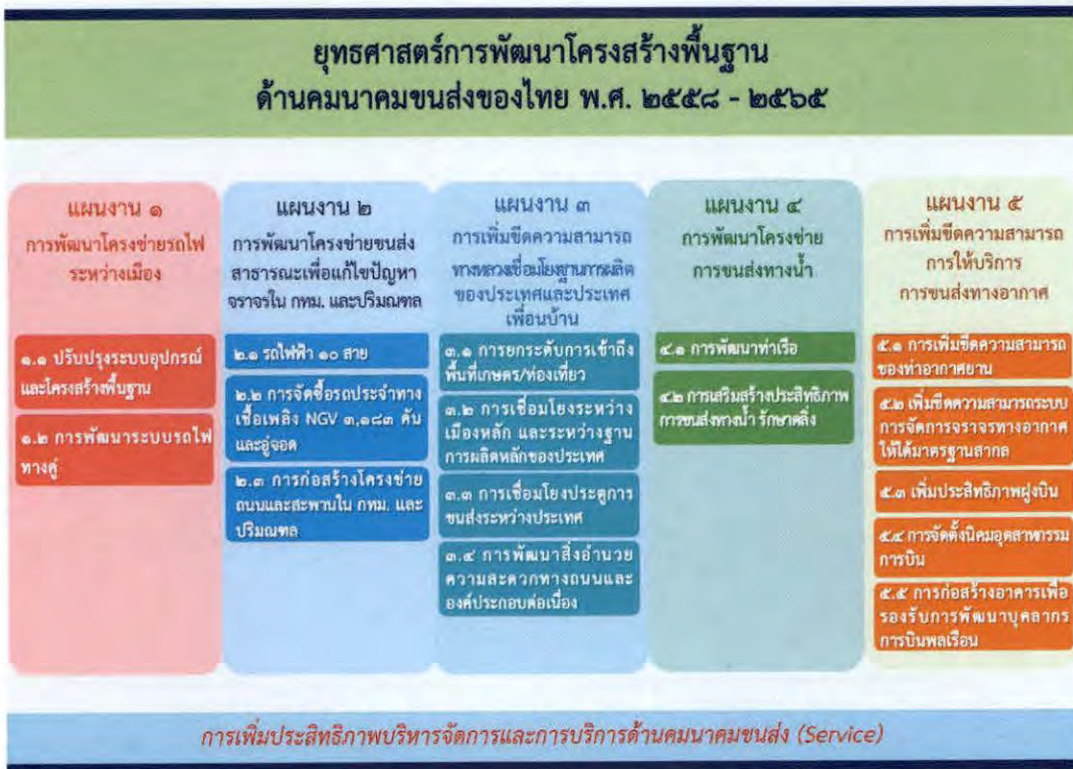 ยุทธศาสตร์การพัฒนาโครงสร้างพื้นฐาน
ด้านคมนาคมขนส่งของไทย พ.ศ. ๒๕๕๘ - ๒๕๖๕
แผนงาน ๑
การพัฒนาโครงข่ายรถไฟ
ระหว่างเมือง
๑.๑ ปรับปรุงระบบอุปกรณ์
และโครงสร้างพื้นฐาน
๑.๒ การพัฒนาระบบรถไฟ
ทางคู่
แผนงาน ๒
การพัฒนาโครงข่ายขนส่ง
สาธารณะเพื่อแก้ไขปัญหา
จราจรใน กทม. และปริมณฑล
๒.๑ รถไฟฟ้า ๑๐ สาย
๒.๒ การจัดซื้อรถประจำทาง
เชื้อเพลิง NGV ๓,๑๘๓ คัน
และอู่จอด
๒.๓ การก่อสร้างโครงข่าย
ถนนและสะพานใน กทม. และ
ปริมณฑล
แผนงาน ๓
การเพิ่มขีดความสามารถ
ทางหลวงเชื่อมโยงฐานการผลิต
ของประเทศและประเทศ
เพื่อนบ้าน
๓.๑ การยกระดับการเข้าถึง
พื้นที่เกษตร/ท่องเที่ยว
๓.๒ การเชื่อมโยงระหว่าง
เมืองหลัก และระหว่างฐาน
การผลิตหลักของประเทศ
๓.๓ การเชื่อมโยงประตูการ
ขนส่งระหว่างประเทศ
๓.๔ การพัฒนาสิ่งอำนวย
ความสะดวกทางถนนและ
องค์ประกอบต่อเนื่อง
แผนงาน ๔
การพัฒนาโครงข่าย
การขนส่งทางน้ำ
๔.๑ การพัฒนาท่าเรือ
๔.๒ การเสริมสร้างประสิทธิภาพ
การขนส่งทางน้ำ รักษาตลิ่ง
แผนงาน ๕
การเพิ่มขีดความสามารถ
การให้บริการ
การขนส่งทางอากาศ
๕.๑ การเพิ่มขีดความสามารถ
ของท่าอากาศยาน
๕.๒ เพิ่มขีดความสามารถระบบ
การจัดการจราจรทางอากาศ
ให้ได้มาตรฐานสากล
๕.๓ เพิ่มประสิทธิภาพฝูงบิน
๕.๔ การจัดตั้งนิคมอุตสาหกรรม
การบิน
๕.๕ การก่อสร้างอาคารเพื่อ
รองรับการพัฒนาบุคลากร
การบินพลเรือน
การเพิ่มประสิทธิภาพบริหารจัดการและการบริการด้านคมนาคมขนส่ง (Service)